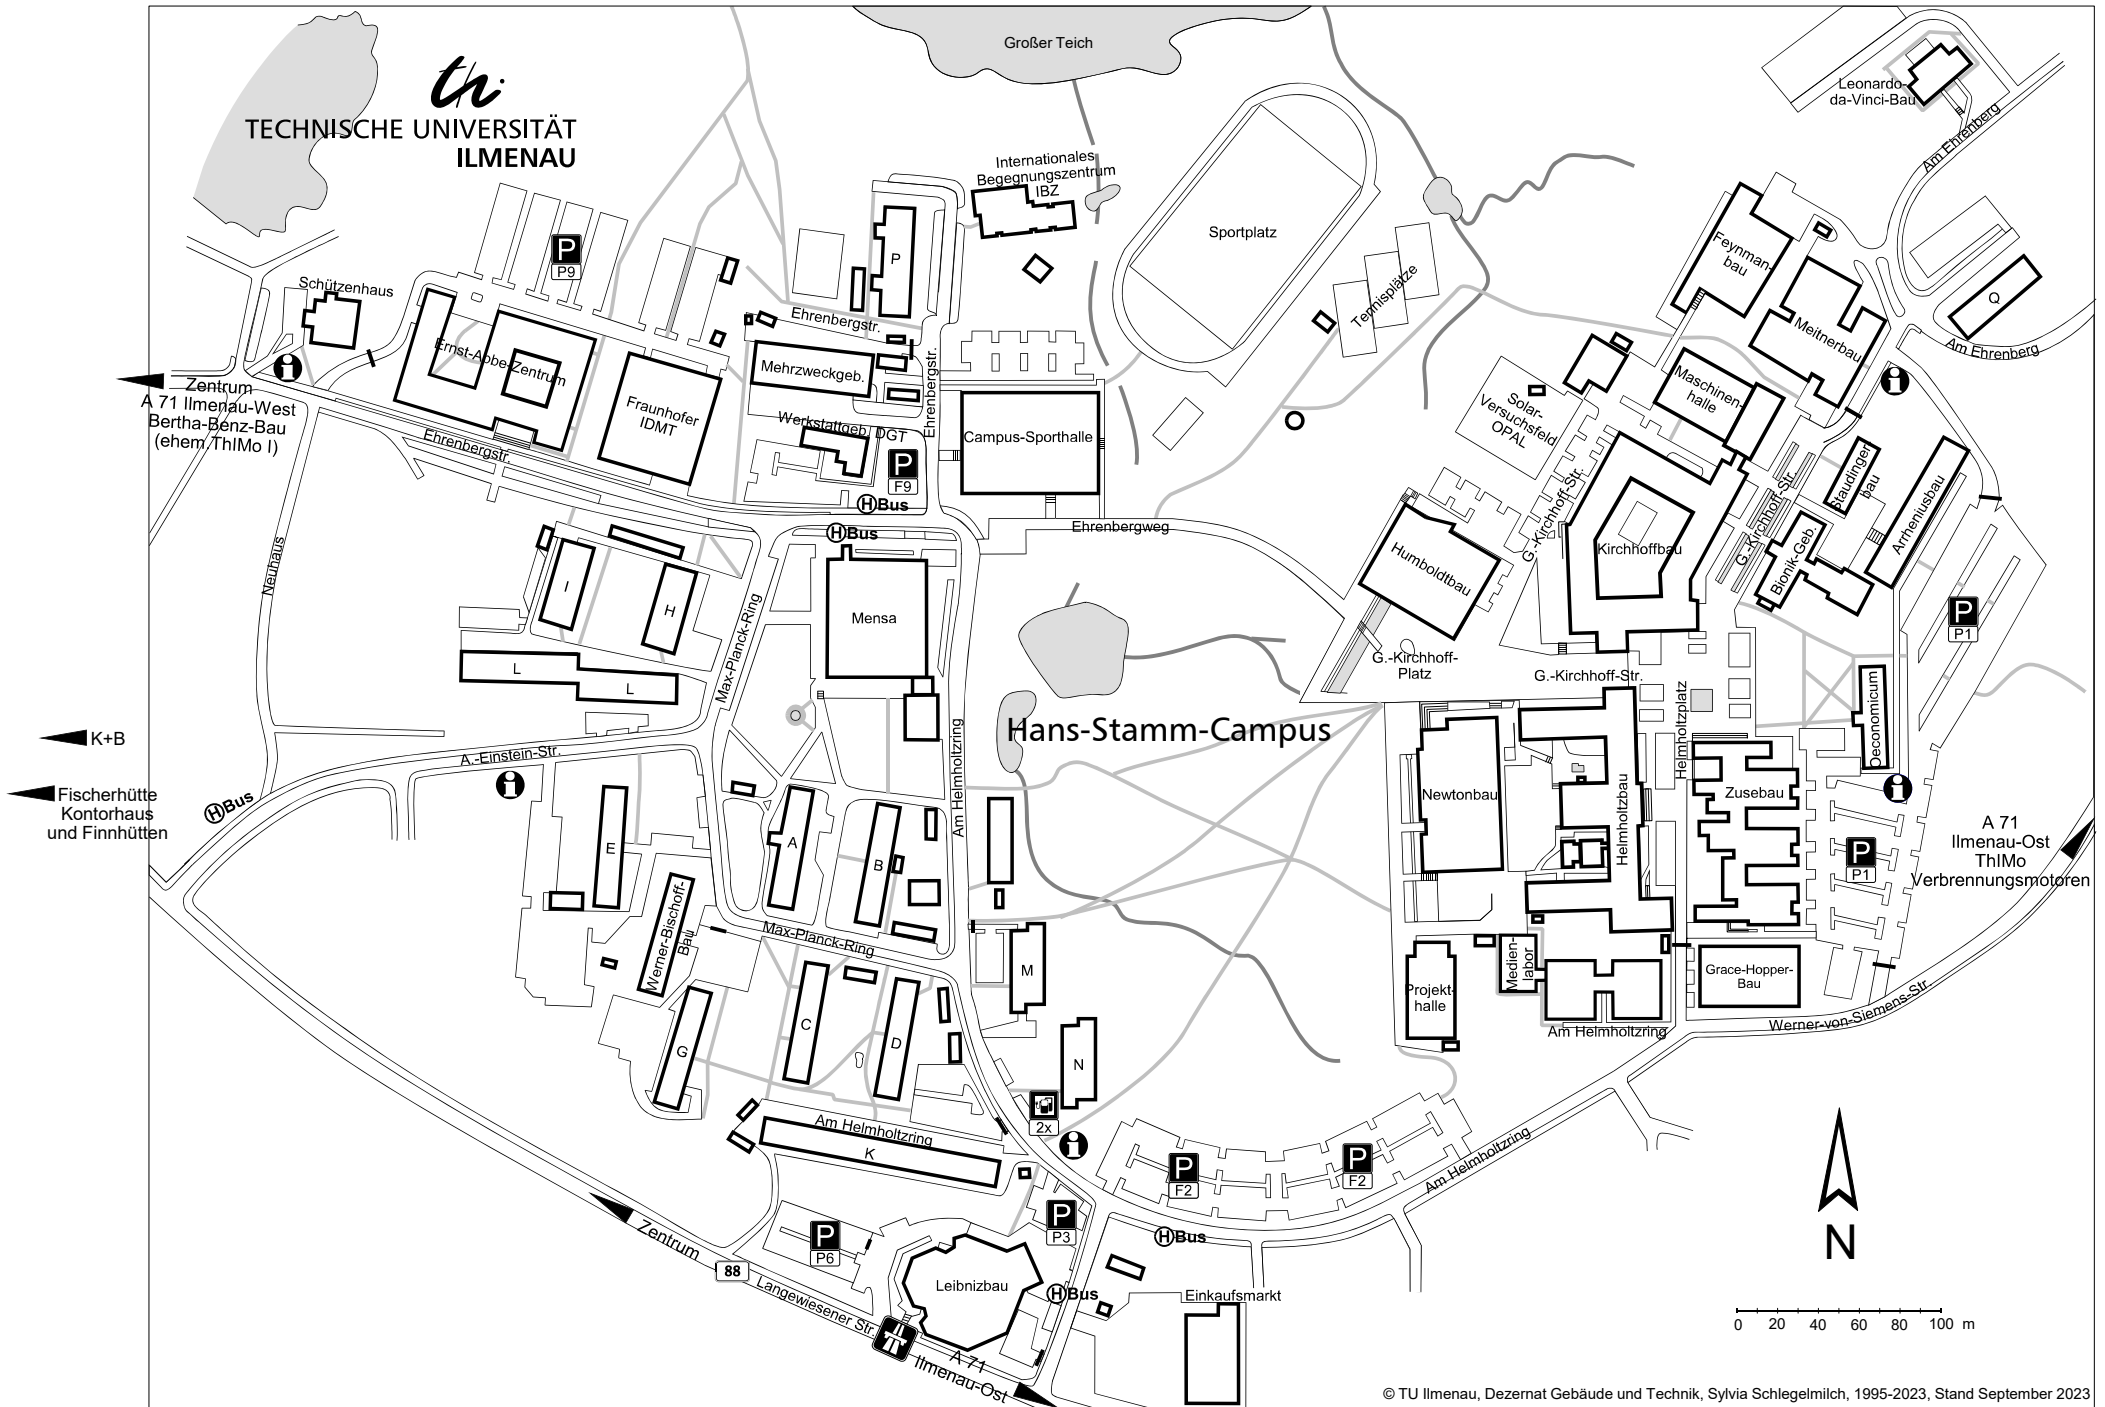 Großer Teich
thi
TECHNISCHE UNIVERSITÄT
ILMENAU
Leonardo-
da-Vinci-Bau
Am Ehrenberg
Internationales
Begegnungszentrum
IBZ
Sportplatz
Tennisplätze
Feynman-
bau
Meitnerbau
Q
Am Ehrenberg
P
P9
Schützenhaus
P
Ehrenbergstr.
Ehrenbergstr.
Ernst-Abbe-Zentrum
Fraunhofer
IDMT
Mehrzweckgeb.
Werkstattgeb. DGT
P
F9
Campus-Sporthalle
Maschinen-
halle
Solar-
Versuchsfeld
OPAL
i
i
Zentrum
A 71 Ilmenau-West
Bertha-Benz-Bau
(ehem.ThIMo I)
Ehrenbergstr.
H Bus
H Bus
Ehrenbergweg
G.-Kirchhoff-Str.
G.-Kirchhoff-Str.
Staudinger-
bau
Arrheniusbau
Bionik-Geb.
Kirchhoffbau
Humboldtbau
P
P1
Neuhaus
I
H
L
L
Max-Planck-Ring
Mensa
G.-Kirchhoff-
Platz
G.-Kirchhoff-Str.
Helmholtzplatz
Oeconomicum
Hans-Stamm-Campus
K+B
A.-Einstein-Str.
i
Fischerhütte
Kontorhaus
und Finnhütten
H Bus
Am Helmholtzring
Newtonbau
Helmholtzbau
Zusebau
i
P
P1
A 71
Ilmenau-Ost
ThIMo
Verbrennungsmotoren
E
A
B
Werner-Bischoff-
Bau
Max-Planck-Ring
M
Medien-
labor
Projekt-
halle
Grace-Hopper-
Bau
Am Helmholtzring
Werner-von-Siemens-Str.
G
C
D
N
2x
i
Am Helmholtzring
K
P
F2
P
F2
Am Helmholtzring
P
P3
P
P6
Zentrum
88
Langewiesener Str.
Leibnizbau
H Bus
H Bus
Einkaufsmarkt
A 71
Ilmenau-Ost
N
0 20 40 60 80 100 m
© TU Ilmenau, Dezernat Gebäude und Technik, Sylvia Schlegelmilch, 1995-2023, Stand September 2023